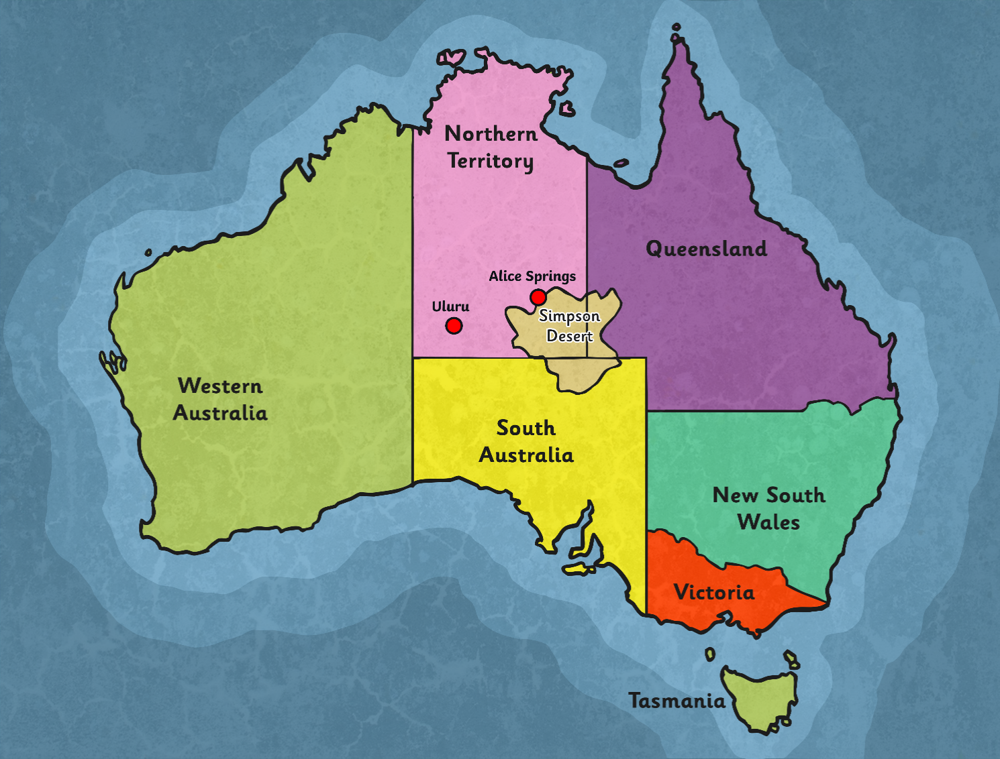 Northern
Territory
Queensland
Alice Springs
Uluru
Simpson
Desert
Western
Australia
South
Australia
New South
Wales
Victoria
Tasmania